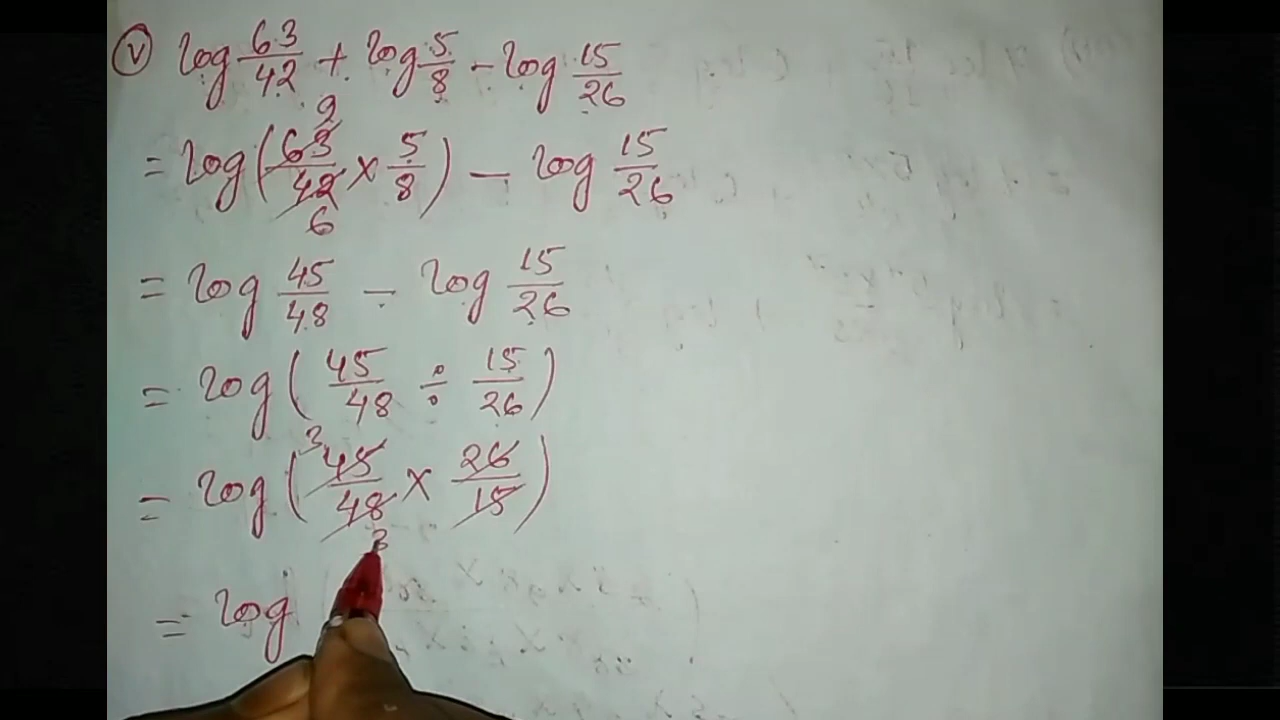 (v) log 63/42 + log 5/8 - log 15/26
= log(63/42 × 5/8) - log 15/26
9
6
= log 45/48 - log 15/26
= log(45/48 ÷ 15/26)
= log(45/48 × 26/15)
3
= log